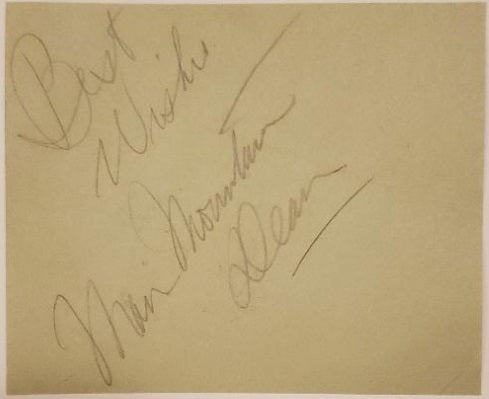 Best
Wishes
Man Mountain
Dean